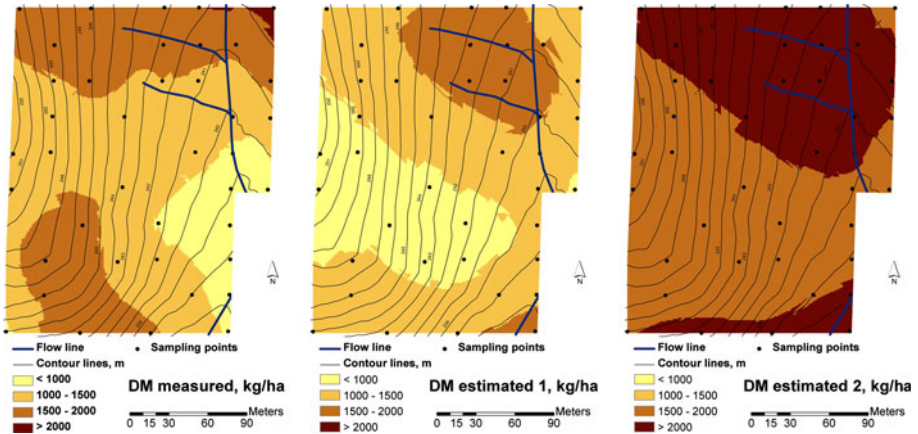 Flow line
Contour lines, m
• Sampling points
< 1000
1000 - 1500
1500 - 2000
> 2000
DM measured, kg/ha
0 15 30 60 90 Meters
N
Flow line
Contour lines, m
• Sampling points
< 1000
1000 - 1500
1500 - 2000
> 2000
DM estimated 1, kg/ha
0 15 30 60 90 Meters
N
Flow line
Contour lines, m
• Sampling points
< 1000
1000 - 1500
1500 - 2000
> 2000
DM estimated 2, kg/ha
0 15 30 60 90 Meters
N